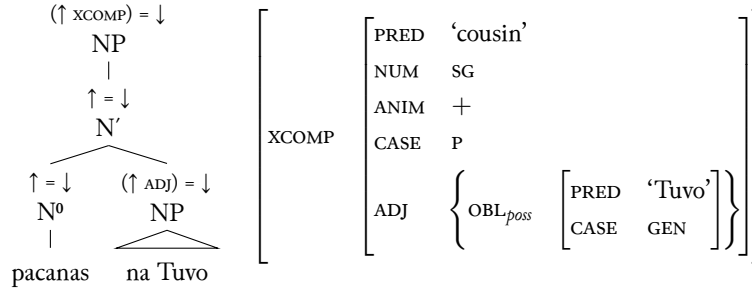 (↑ XCOMP) = ↓
NP
↑ = ↓
N′
↑ = ↓ (↑ ADJ) = ↓
N⁰ NP
pacanas na Tuvo
XCOMP
PRED ‘cousin’
NUM SG
ANIM +
CASE P
ADJ { OBLposs
PRED ‘Tuvo’
CASE GEN }